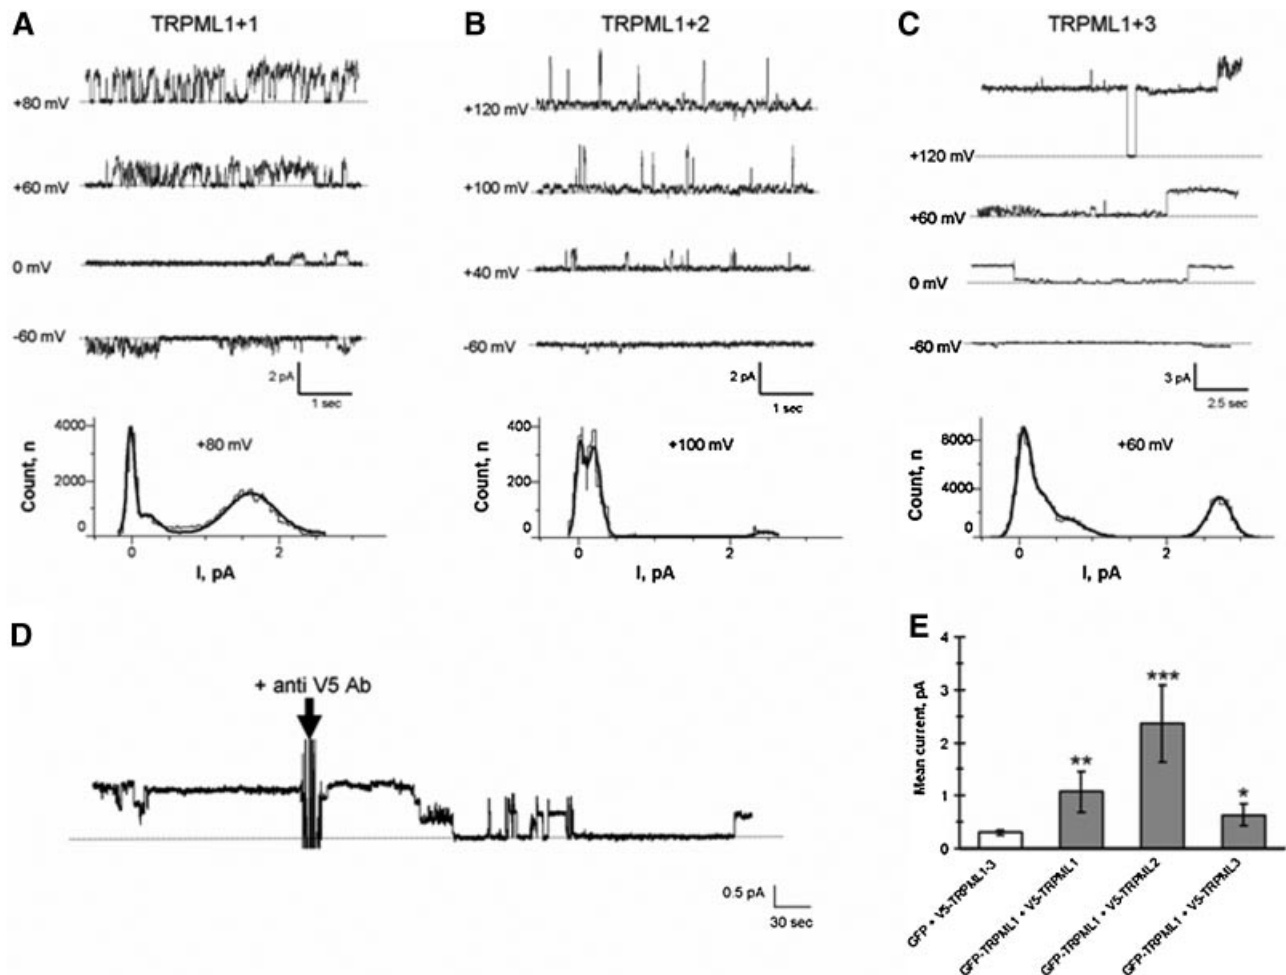 A
TRPML1+1
+80 mV
+60 mV
0 mV
-60 mV
2 pA
1 sec
4000
2000
0
Count, n
+80 mV
0 2
I, pA
B
TRPML1+2
+120 mV
+100 mV
+40 mV
-60 mV
2 pA
1 sec
400
200
0
Count, n
+100 mV
0 2
I, pA
C
TRPML1+3
+120 mV
+60 mV
0 mV
-60 mV
3 pA
2.5 sec
8000
4000
0
Count, n
+60 mV
0 2
I, pA
D
+ anti V5 Ab
0.5 pA
30 sec
E
Mean current, pA
4
3
2
1
0
**
***
*
GFP + V5-TRPML1-3
GFP-TRPML1 + V5-TRPML1
GFP-TRPML1 + V5-TRPML2
GFP-TRPML1 + V5-TRPML3